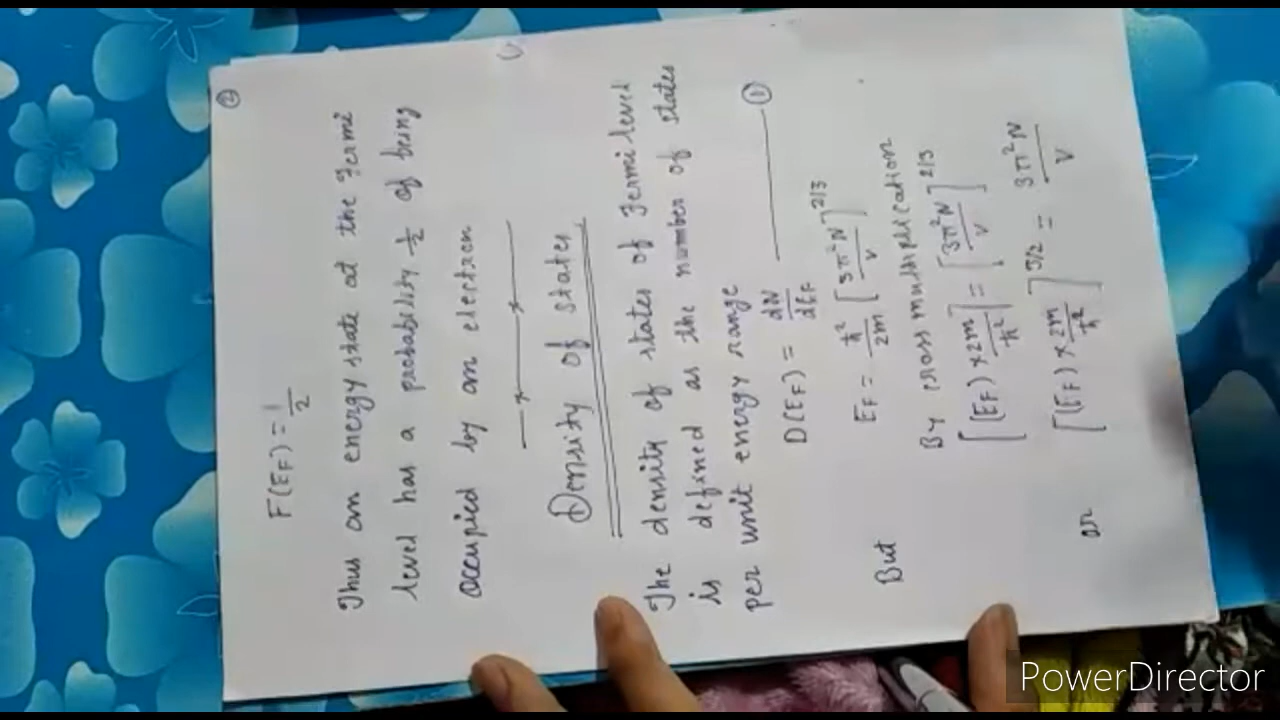 ②
F(E_F) = 1/2
Thus an energy state at the Fermi
level has a probability 1/2 of being
occupied by an electron
Density of states
The density of states of Fermi level
is defined as the number of states
per unit energy range
D(E_F) = dN/dE_F ——— ①
But E_F = ħ²/2m [3π²N/V]^2/3
By cross multiplication
[(E_F) × 2m/ħ²] = [3π²N/V]^2/3
or [(E_F) × 2m/ħ²]^3/2 = 3π²N/V
PowerDirector